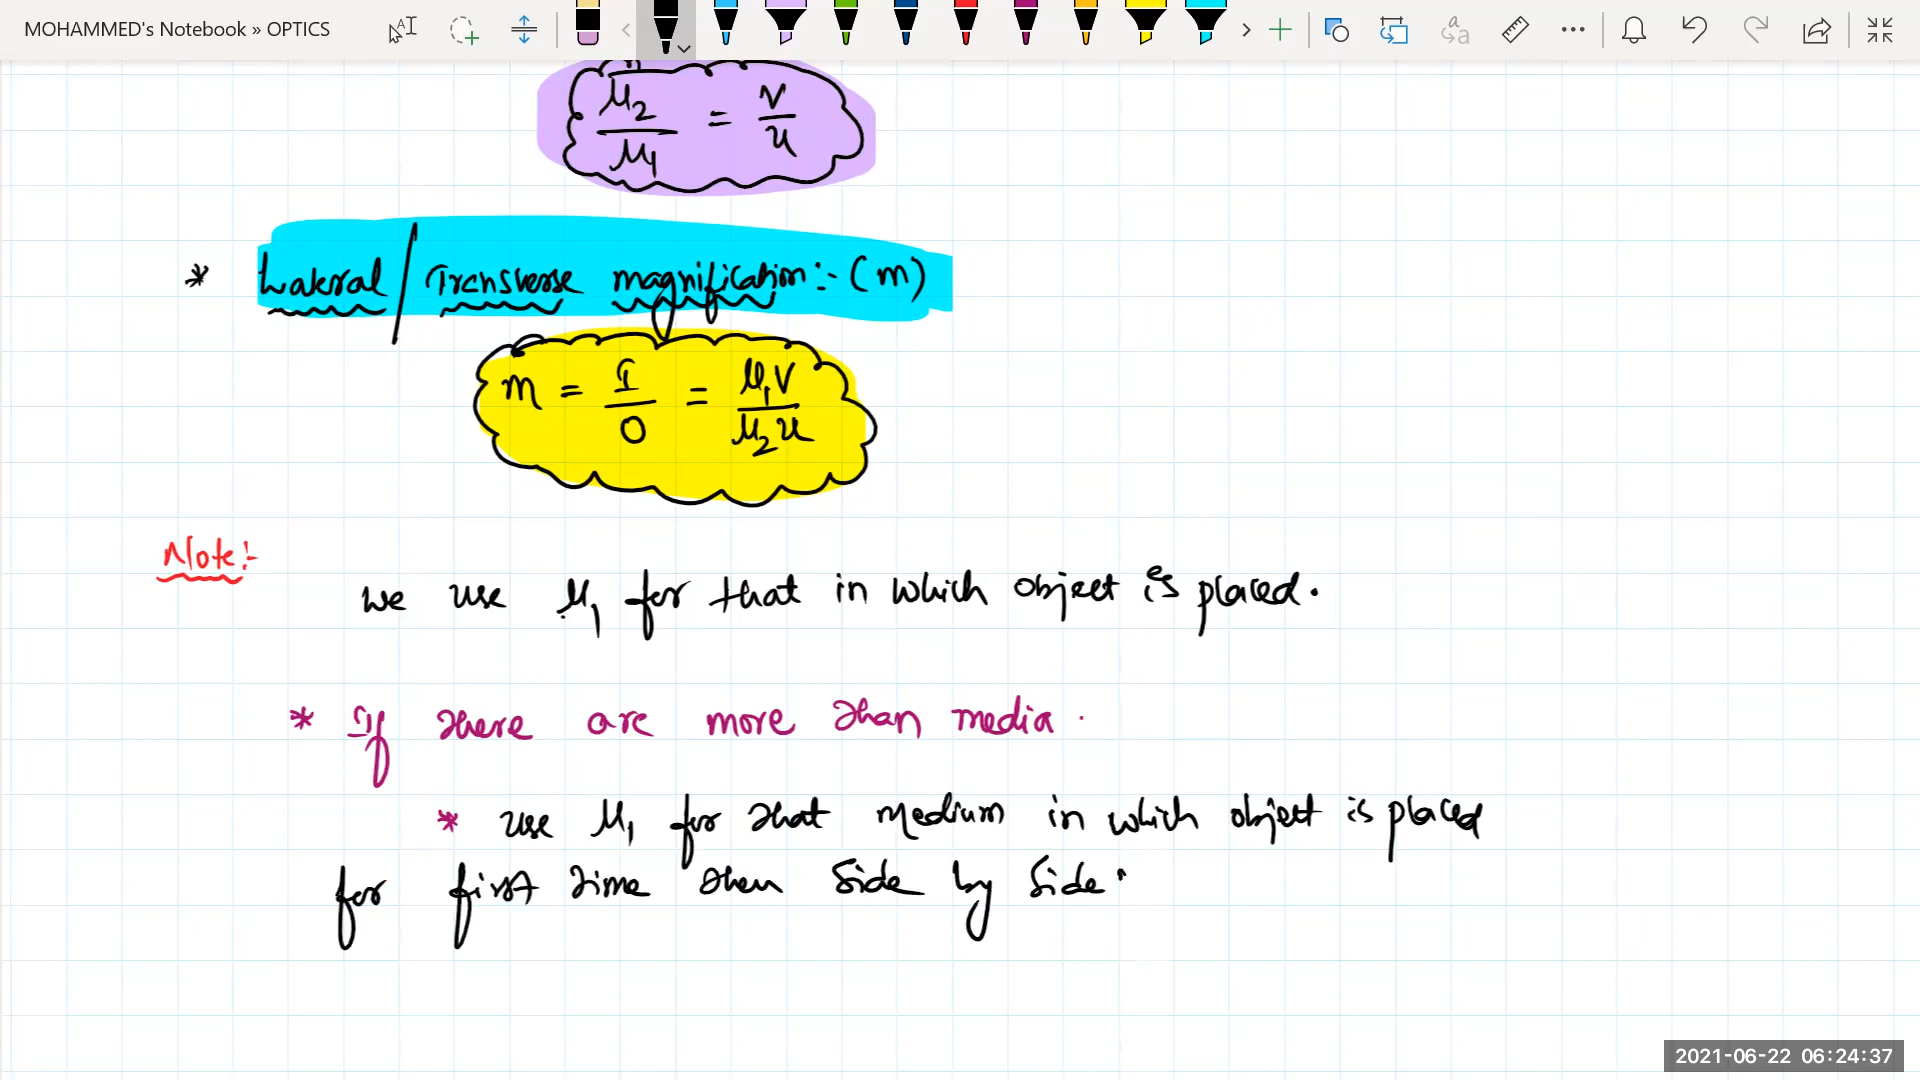 MOHAMMED's Notebook » OPTICS
μ2/μ1 = v/u
* Lateral/Transverse magnification:- (m)
m = I/O = μ1v/μ2u
Note:-
we use μ1 for that in which object is placed.
* If there are more than media.
* use μ1 for that medium in which object is placed
for first time then side by side.
2021-06-22 06:24:37